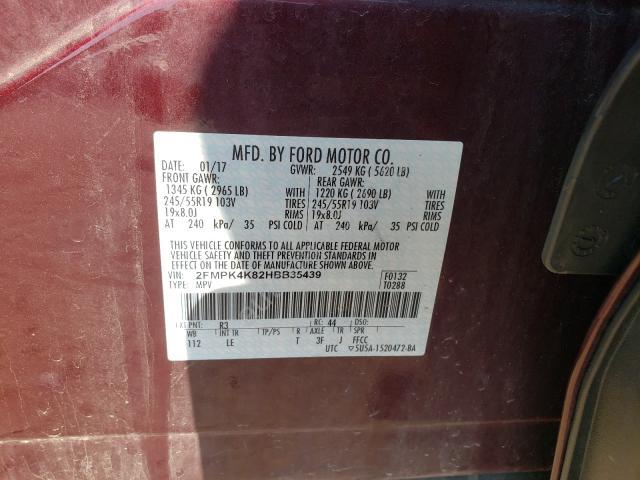 MFD. BY FORD MOTOR CO.
DATE: 01/17 GVWR: 2549 KG ( 5620 LB)
FRONT GAWR: REAR GAWR:
1345 KG ( 2965 LB) WITH 1220 KG ( 2690 LB) WITH
245/55R19 103V TIRES 245/55R19 103V TIRES
19x8.0J RIMS 19x8.0J RIMS
AT 240 kPa/ 35 PSI COLD AT 240 kPa/ 35 PSI COLD
THIS VEHICLE CONFORMS TO ALL APPLICABLE FEDERAL MOTOR
VEHICLE SAFETY AND THEFT PREVENTION STANDARDS IN
EFFECT ON THE DATE OF MANUFACTURE SHOWN ABOVE.
VIN: 2FMPK4K82HBB35439 F0132
TYPE: MPV T0288
EXT PNT: R3 RC: 44 DSO:
WB INT TR TP/PS R AXLE TR SPR
112 LE T 3F J FFCC
UTC ▽5U5A-1520472-BA